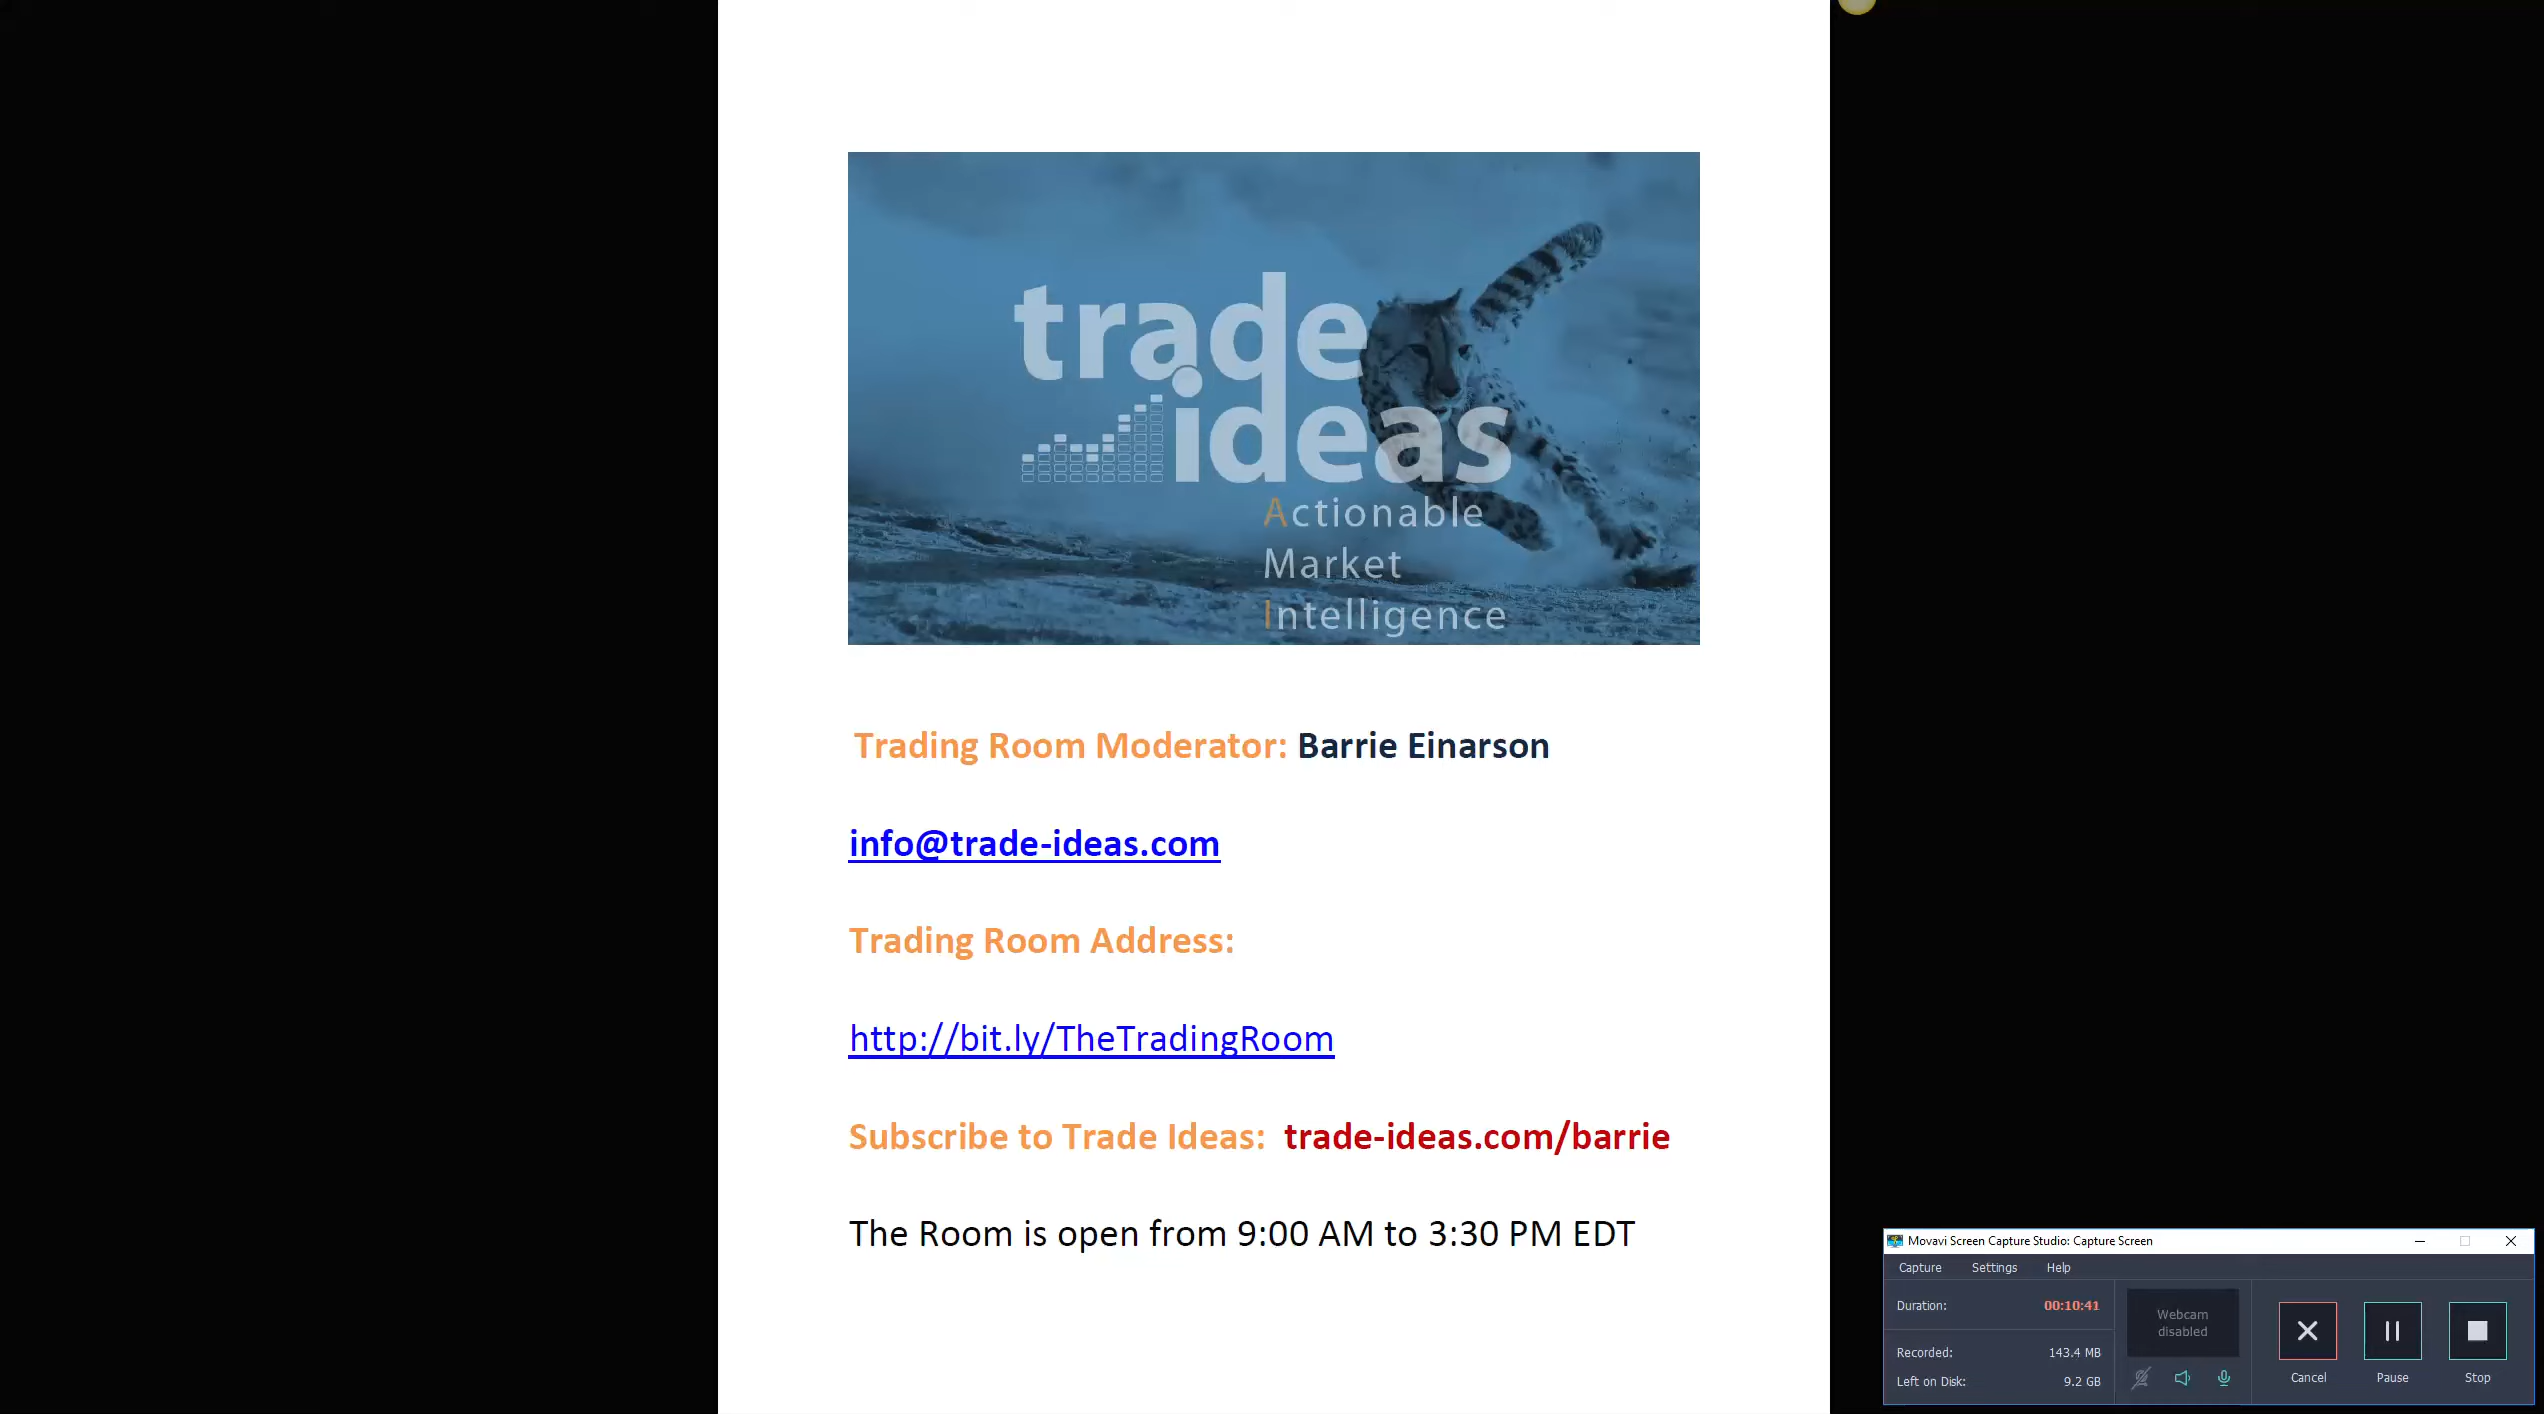 trade
ideas
Actionable
Market
Intelligence
Trading Room Moderator: Barrie Einarson
info@trade-ideas.com
Trading Room Address:
http://bit.ly/TheTradingRoom
Subscribe to Trade Ideas: trade-ideas.com/barrie
The Room is open from 9:00 AM to 3:30 PM EDT
Movavi Screen Capture Studio: Capture Screen
Capture Settings Help
Duration: 00:10:41
Webcam
disabled
Recorded: 143.4 MB
Left on Disk: 9.2 GB
Cancel Pause Stop